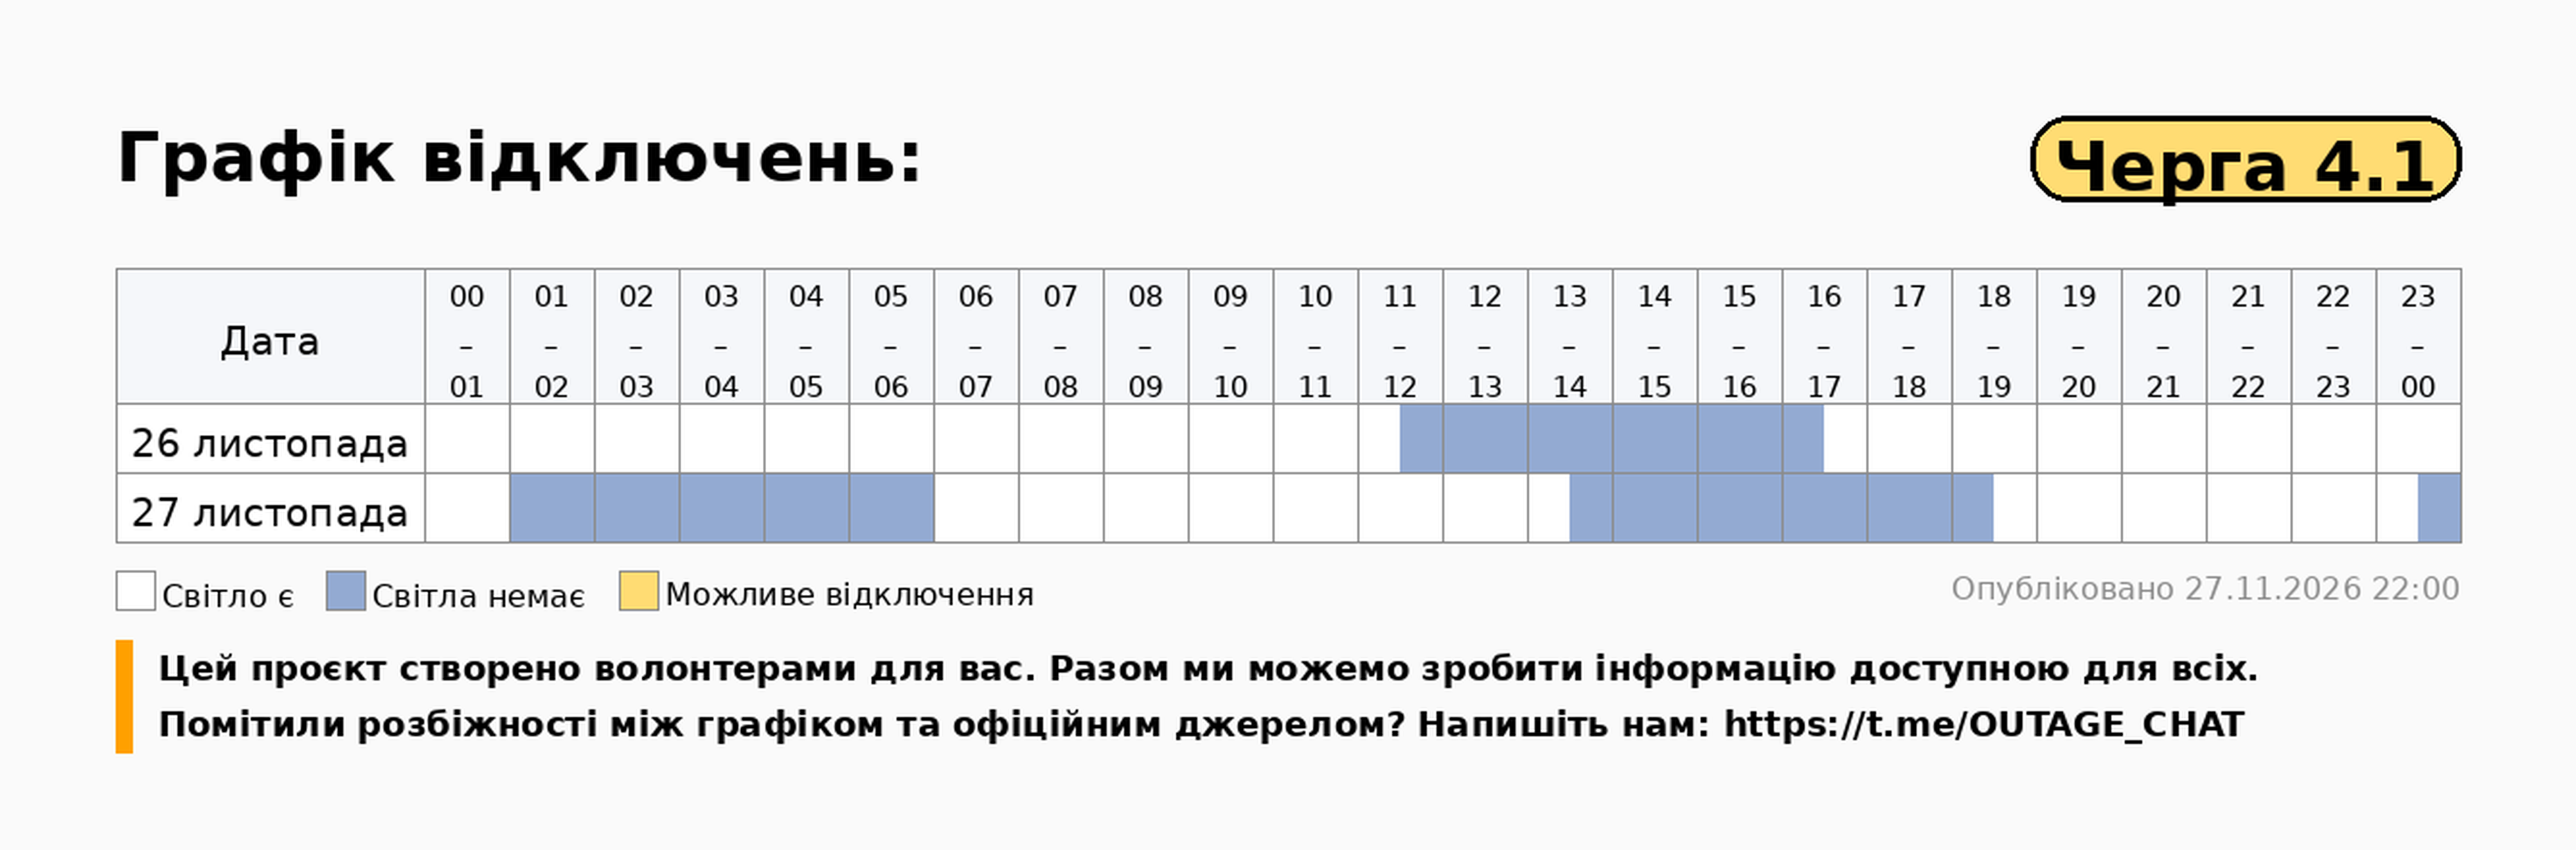 Графік відключень:
Черга 4.1
Дата 00 – 01 01 – 02 02 – 03 03 – 04 04 – 05 05 – 06 06 – 07 07 – 08 08 – 09 09 – 10 10 – 11 11 – 12 12 – 13 13 – 14 14 – 15 15 – 16 16 – 17 17 – 18 18 – 19 19 – 20 20 – 21 21 – 22 22 – 23 23 – 00
26 листопада
27 листопада
Світло є Світла немає Можливе відключення
Опубліковано 27.11.2026 22:00
Цей проєкт створено волонтерами для вас. Разом ми можемо зробити інформацію доступною для всіх.
Помітили розбіжності між графіком та офіційним джерелом? Напишіть нам: https://t.me/OUTAGE_CHAT